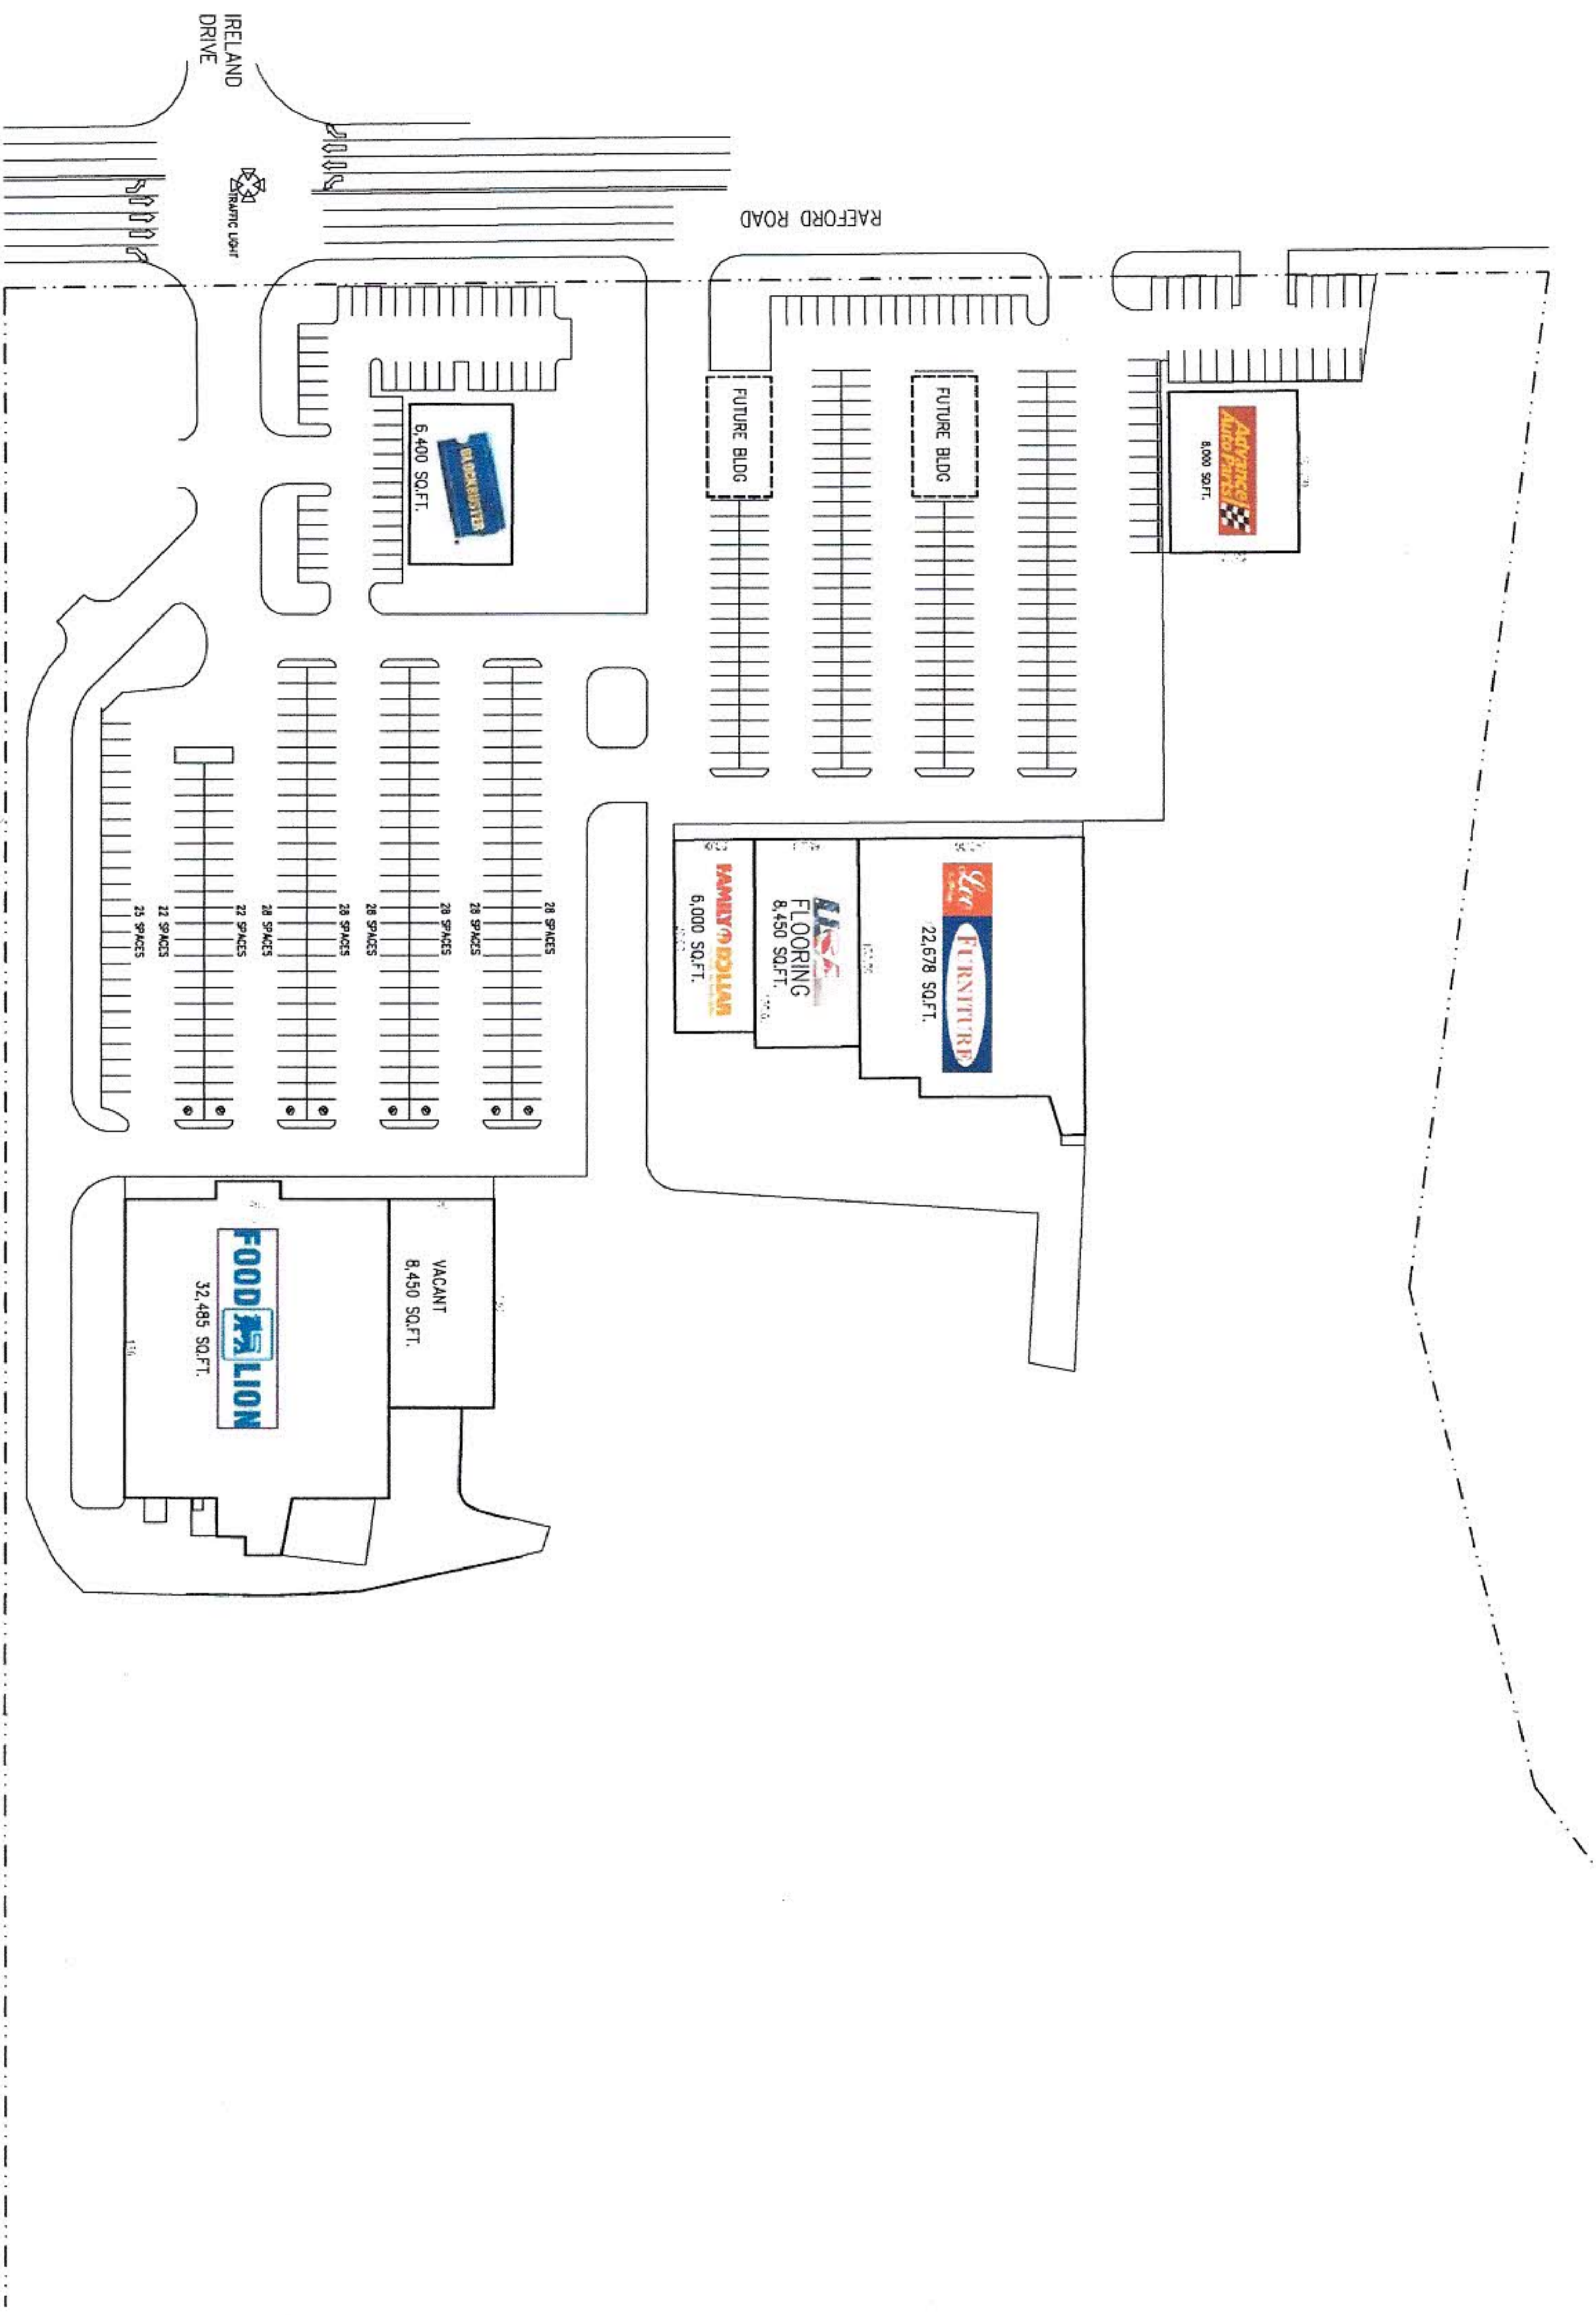 IRELAND
DRIVE
TRAFFIC LIGHT
RAEFORD ROAD
Advance
Auto Parts
8,000 SQ.FT.
FUTURE BLDG
FUTURE BLDG
BLOCKBUSTER
6,400 SQ.FT.
FURNITURE
22,678 SQ.FT.
USA
FLOORING
8,450 SQ.FT.
FAMILY DOLLAR
6,000 SQ.FT.
28 SPACES
28 SPACES
28 SPACES
28 SPACES
28 SPACES
28 SPACES
22 SPACES
22 SPACES
25 SPACES
VACANT
8,450 SQ.FT.
FOOD LION
32,485 SQ.FT.